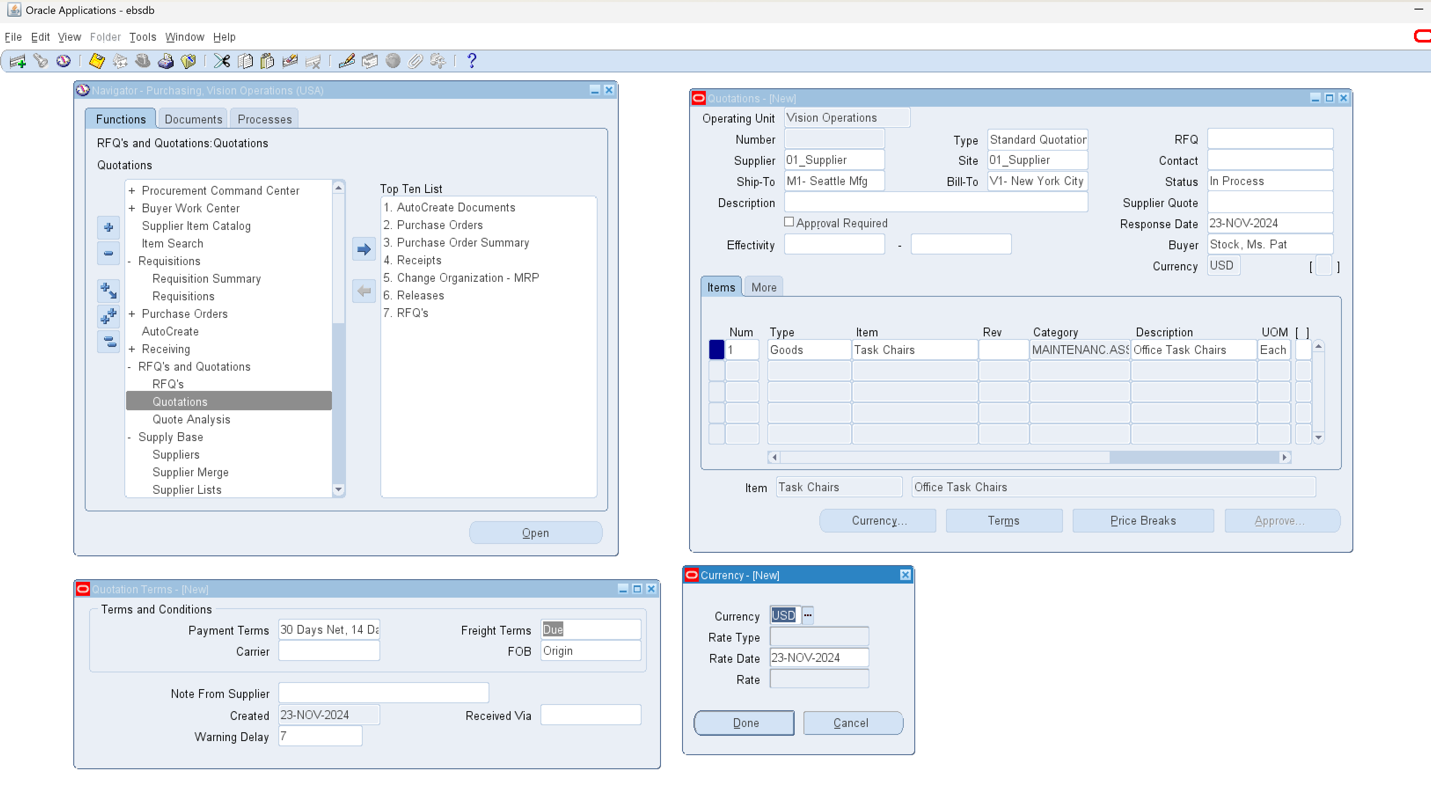 Oracle Applications - ebsdb
File Edit View Folder Tools Window Help
Navigator - Purchasing, Vision Operations (USA)
Functions Documents Processes
RFQ's and Quotations:Quotations
Quotations
+ Procurement Command Center
+ Buyer Work Center
Supplier Item Catalog
Item Search
- Requisitions
Requisition Summary
Requisitions
+ Purchase Orders
AutoCreate
+ Receiving
- RFQ's and Quotations
RFQ's
Quotations
Quote Analysis
- Supply Base
Suppliers
Supplier Merge
Supplier Lists
Top Ten List
1. AutoCreate Documents
2. Purchase Orders
3. Purchase Order Summary
4. Receipts
5. Change Organization - MRP
6. Releases
7. RFQ's
Open
Quotations - [New]
Operating Unit Vision Operations
Number Type Standard Quotation RFQ
Supplier 01_Supplier Site 01_Supplier Contact
Ship-To M1- Seattle Mfg Bill-To V1- New York City Status In Process
Description Supplier Quote
Approval Required Response Date 23-NOV-2024
Effectivity - Buyer Stock, Ms. Pat
Currency USD [ ]
Items More
Num Type Item Rev Category Description UOM [ ]
1 Goods Task Chairs MAINTENANC.ASS Office Task Chairs Each
Item Task Chairs Office Task Chairs
Currency... Terms Price Breaks Approve...
Quotation Terms - [New]
Terms and Conditions
Payment Terms 30 Days Net, 14 Da Freight Terms Due
Carrier FOB Origin
Note From Supplier
Created 23-NOV-2024 Received Via
Warning Delay 7
Currency - [New]
Currency USD ...
Rate Type
Rate Date 23-NOV-2024
Rate
Done Cancel